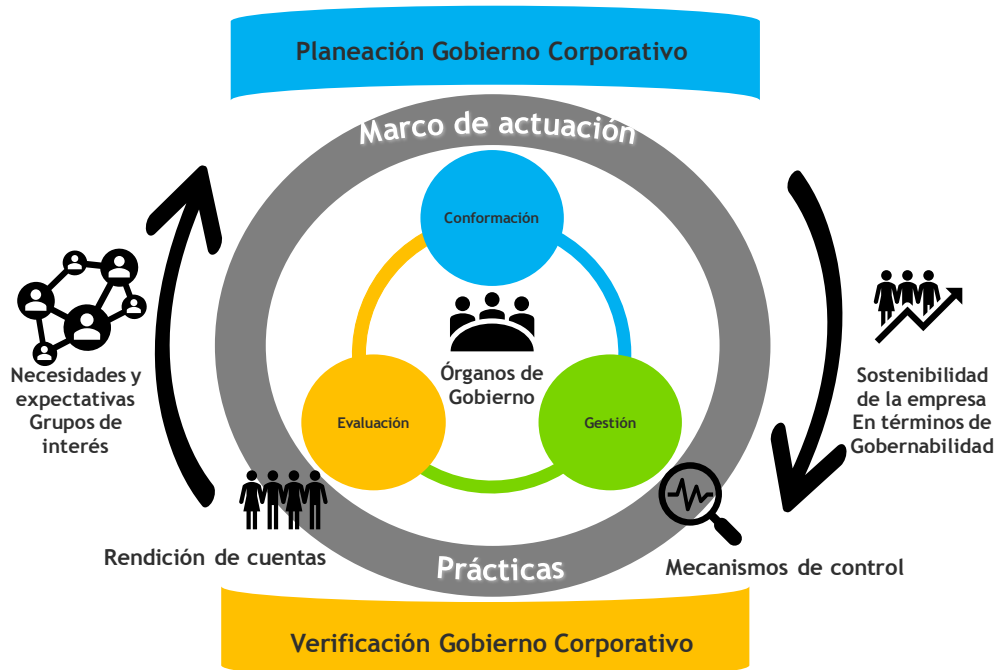 Planeación Gobierno Corporativo
Marco de actuación
Conformación
Órganos de
Gobierno
Evaluación
Gestión
Necesidades y
expectativas
Grupos de
interés
Sostenibilidad
de la empresa
En términos de
Gobernabilidad
Rendición de cuentas
Prácticas
Mecanismos de control
Verificación Gobierno Corporativo